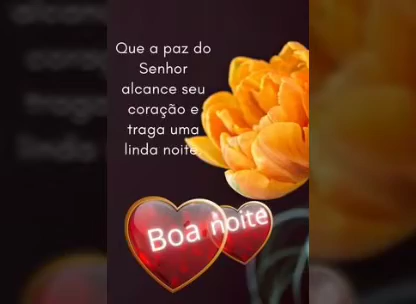 Que a paz do
Senhor
alcance seu
coração e
traga uma
linda noite.
Boa noite